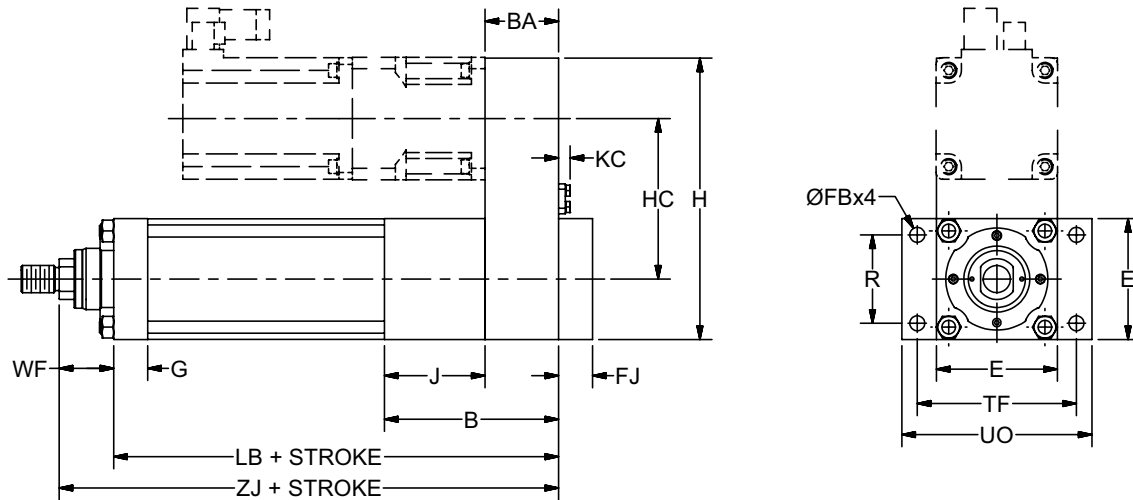 BA
KC
HC
H
WF
G
J
FJ
B
LB + STROKE
ZJ + STROKE
ØFBx4
R
E
E
TF
UO